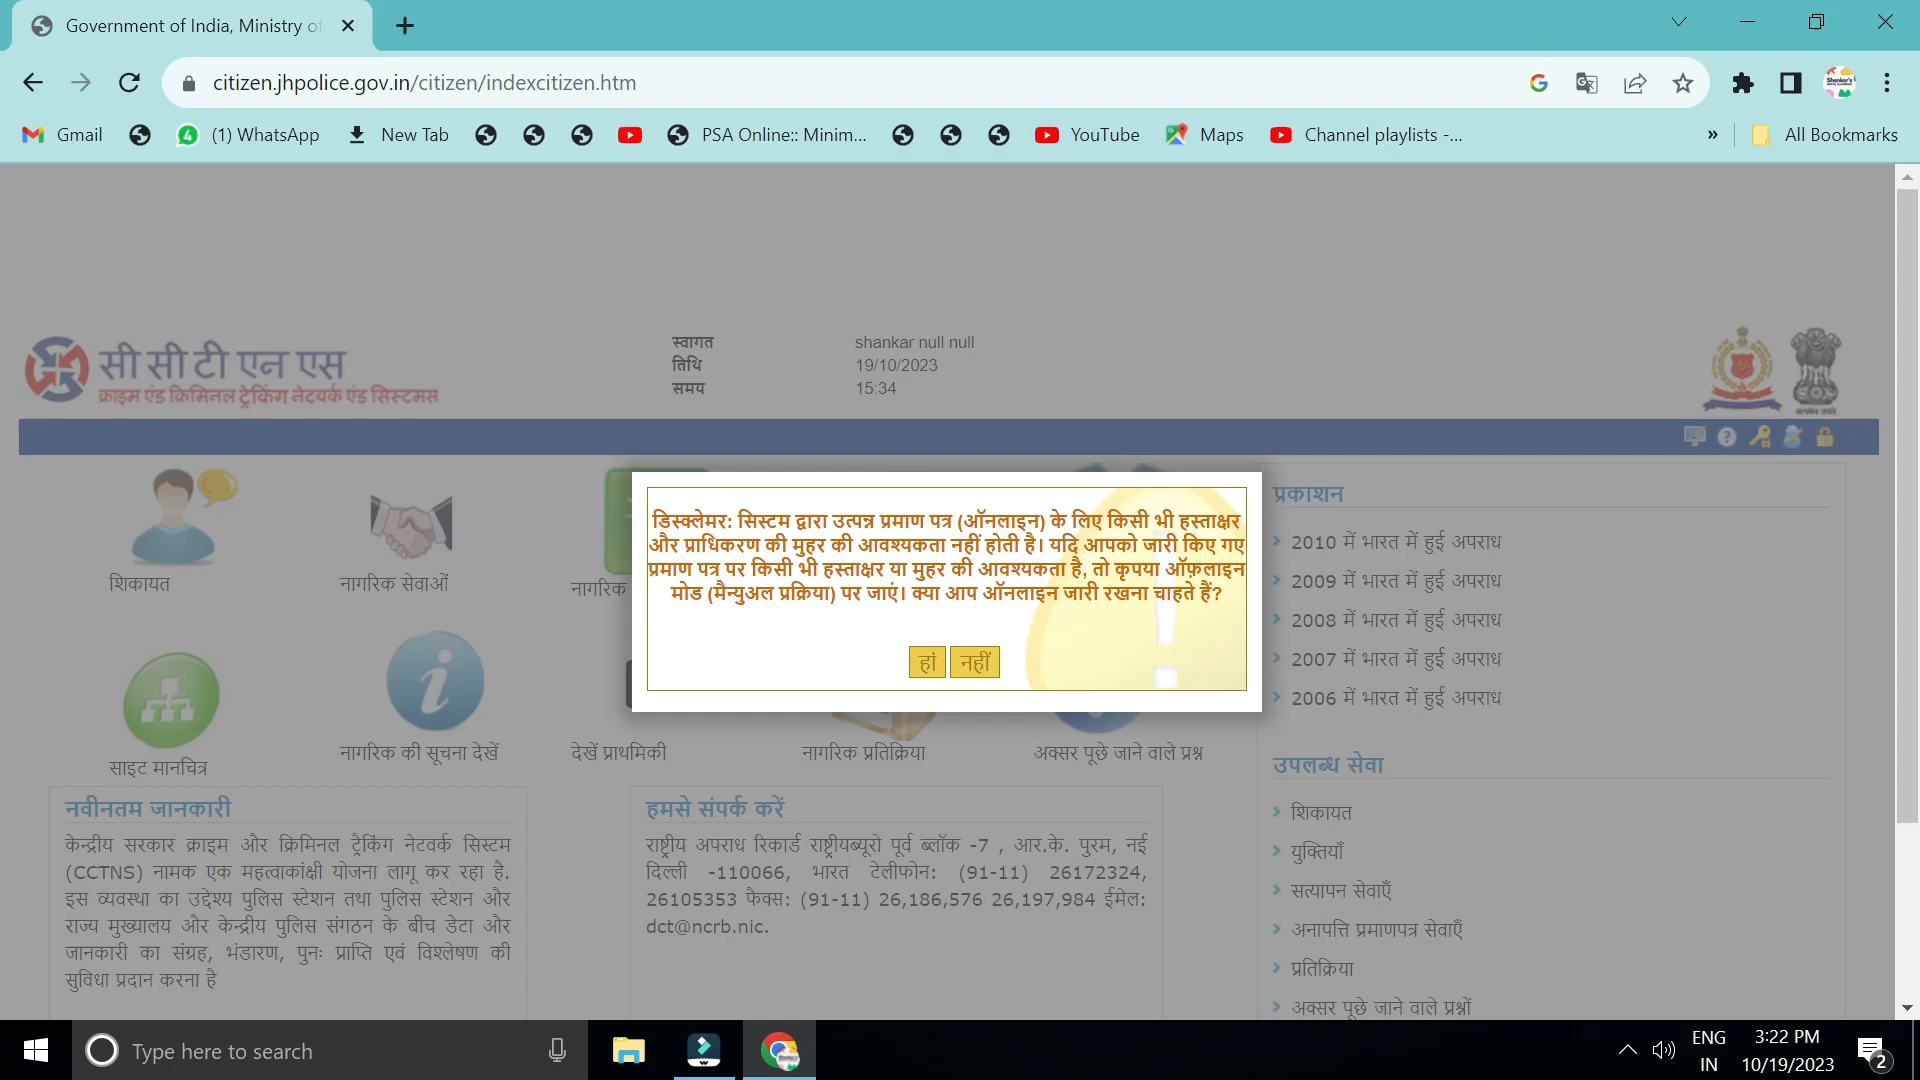 Government of India, Ministry of
citizen.jhpolice.gov.in/citizen/indexcitizen.htm
Gmail
(1) WhatsApp
New Tab
PSA Online:: Minim...
YouTube
Maps
Channel playlists -...
»
All Bookmarks
सी सी टी एन एस
क्राइम एंड क्रिमिनल ट्रेकिंग नेटवर्क एंड सिस्टमस
स्वागत shankar null null
तिथि 19/10/2023
समय 15:34
डिस्क्लेमर: सिस्टम द्वारा उत्पन्न प्रमाण पत्र (ऑनलाइन) के लिए किसी भी हस्ताक्षर
और प्राधिकरण की मुहर की आवश्यकता नहीं होती है। यदि आपको जारी किए गए
प्रमाण पत्र पर किसी भी हस्ताक्षर या मुहर की आवश्यकता है, तो कृपया ऑफ़लाइन
मोड (मैन्युअल प्रक्रिया) पर जाएं। क्या आप ऑनलाइन जारी रखना चाहते हैं?
हां नहीं
शिकायत
नागरिक सेवाओं
नागरिक
साइट मानचित्र
नागरिक की सूचना देखें
देखें प्राथमिकी
नागरिक प्रतिक्रिया
अक्सर पूछे जाने वाले प्रश्न
प्रकाशन
2010 में भारत में हुई अपराध
2009 में भारत में हुई अपराध
2008 में भारत में हुई अपराध
2007 में भारत में हुई अपराध
2006 में भारत में हुई अपराध
उपलब्ध सेवा
शिकायत
युक्तियाँ
सत्यापन सेवाएँ
अनापत्ति प्रमाणपत्र सेवाएँ
प्रतिक्रिया
अक्सर पूछे जाने वाले प्रश्नों
नवीनतम जानकारी
केन्द्रीय सरकार क्राइम और क्रिमिनल ट्रैकिंग नेटवर्क सिस्टम
(CCTNS) नामक एक महत्वाकांक्षी योजना लागू कर रहा है.
इस व्यवस्था का उद्देश्य पुलिस स्टेशन तथा पुलिस स्टेशन और
राज्य मुख्यालय और केन्द्रीय पुलिस संगठन के बीच डेटा और
जानकारी का संग्रह, भंडारण, पुनः प्राप्ति एवं विश्लेषण की
सुविधा प्रदान करना है
हमसे संपर्क करें
राष्ट्रीय अपराध रिकार्ड राष्ट्रीयब्यूरो पूर्व ब्लॉक -7 , आर.के. पुरम, नई
दिल्ली -110066, भारत टेलीफोन: (91-11) 26172324,
26105353 फैक्स: (91-11) 26,186,576 26,197,984 ईमेल:
dct@ncrb.nic.
Type here to search
ENG
IN
3:22 PM
10/19/2023
2